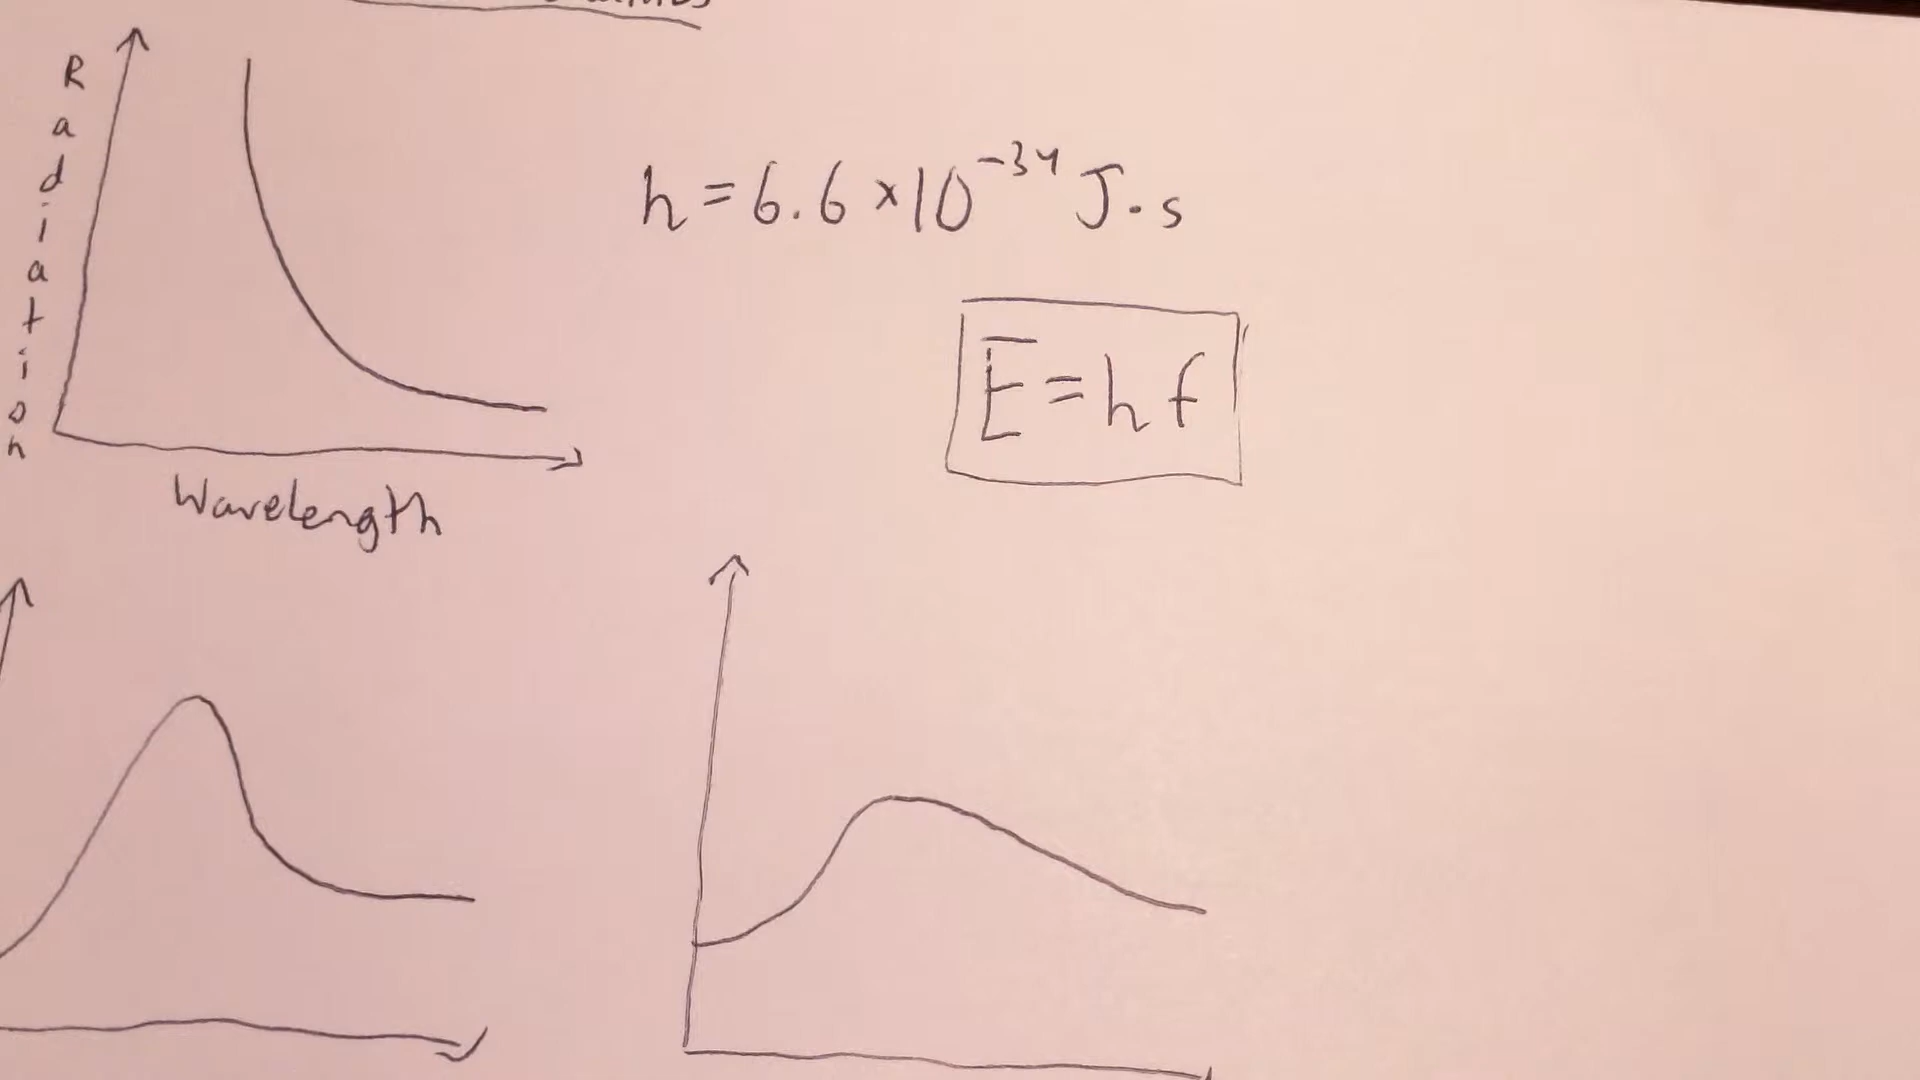 Radiation
h = 6.6 × 10⁻³⁴ J·s
E = hf
Wavelength